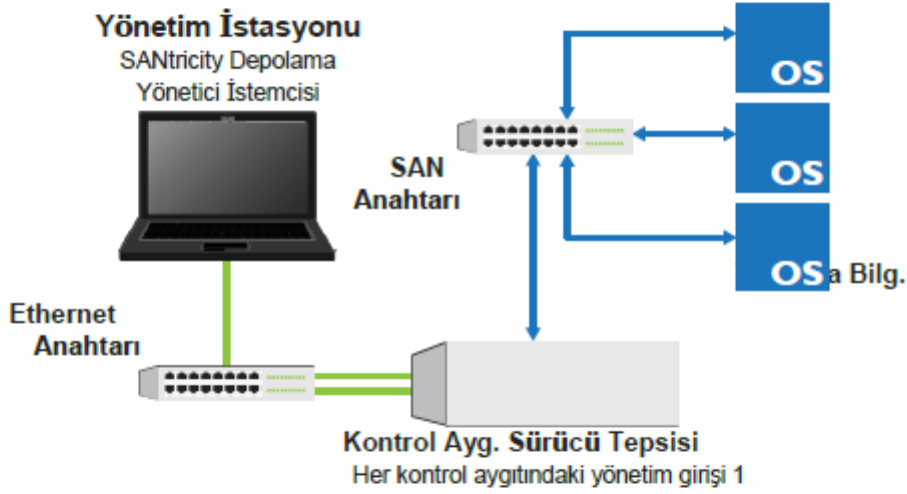 Yönetim İstasyonu
SANtricity Depolama
Yönetici İstemcisi
OS
SAN
Anahtarı
OS
OS
a Bilg.
Ethernet
Anahtarı
Kontrol Ayg. Sürücü Tepsisi
Her kontrol aygıtındaki yönetim girişi 1